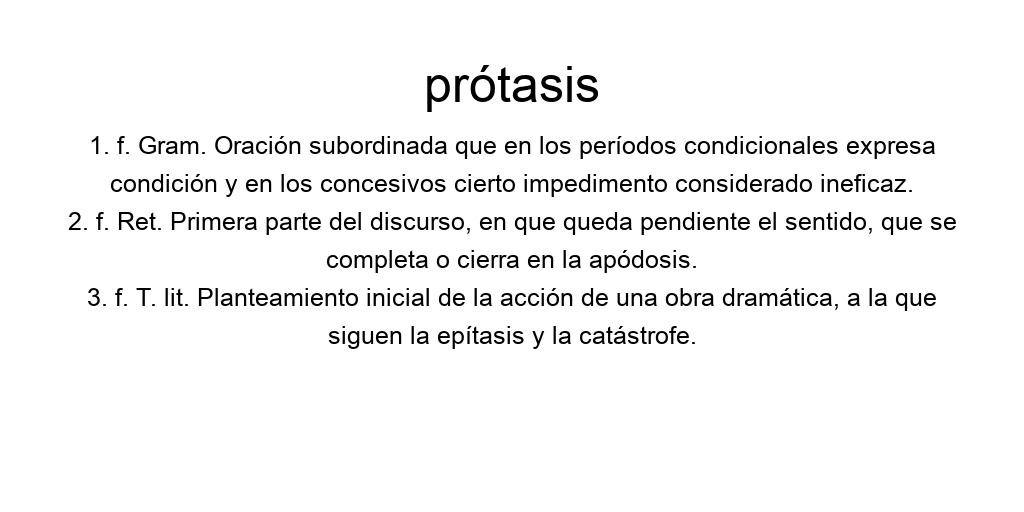 prótasis
1. f. Gram. Oración subordinada que en los períodos condicionales expresa
condición y en los concesivos cierto impedimento considerado ineficaz.
2. f. Ret. Primera parte del discurso, en que queda pendiente el sentido, que se
completa o cierra en la apódosis.
3. f. T. lit. Planteamiento inicial de la acción de una obra dramática, a la que
siguen la epítasis y la catástrofe.